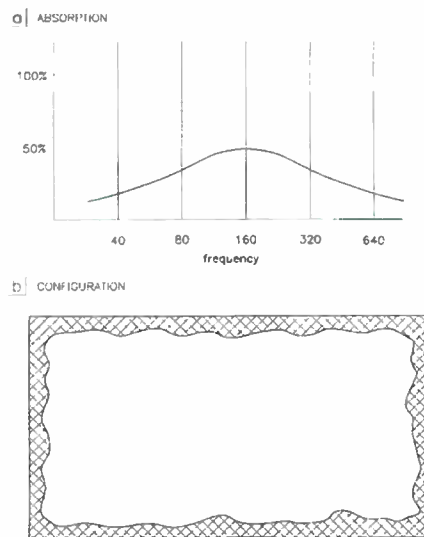 a ABSORPTION
100%
50%
40 80 160 320 640
frequency
b CONFIGURATION